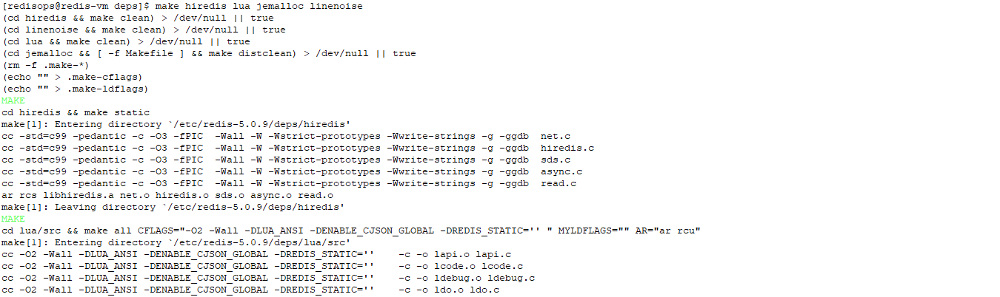 [redisops@redis-vm deps]$ make hiredis lua jemalloc linenoise
(cd hiredis && make clean) > /dev/null || true
(cd linenoise && make clean) > /dev/null || true
(cd lua && make clean) > /dev/null || true
(cd jemalloc && [ -f Makefile ] && make distclean) > /dev/null || true
(rm -f .make-*)
(echo "" > .make-cflags)
(echo "" > .make-ldflags)
MAKE
cd hiredis && make static
make[1]: Entering directory `/etc/redis-5.0.9/deps/hiredis'
cc -std=c99 -pedantic -c -O3 -fPIC  -Wall -W -Wstrict-prototypes -Wwrite-strings -g -ggdb  net.c
cc -std=c99 -pedantic -c -O3 -fPIC  -Wall -W -Wstrict-prototypes -Wwrite-strings -g -ggdb  hiredis.c
cc -std=c99 -pedantic -c -O3 -fPIC  -Wall -W -Wstrict-prototypes -Wwrite-strings -g -ggdb  sds.c
cc -std=c99 -pedantic -c -O3 -fPIC  -Wall -W -Wstrict-prototypes -Wwrite-strings -g -ggdb  async.c
cc -std=c99 -pedantic -c -O3 -fPIC  -Wall -W -Wstrict-prototypes -Wwrite-strings -g -ggdb  read.c
ar rcs libhiredis.a net.o hiredis.o sds.o async.o read.o
make[1]: Leaving directory `/etc/redis-5.0.9/deps/hiredis'
MAKE
cd lua/src && make all CFLAGS="-O2 -Wall -DLUA_ANSI -DENABLE_CJSON_GLOBAL -DREDIS_STATIC='' " MYLDFLAGS="" AR="ar rcu"
make[1]: Entering directory `/etc/redis-5.0.9/deps/lua/src'
cc -O2 -Wall -DLUA_ANSI -DENABLE_CJSON_GLOBAL -DREDIS_STATIC=''    -c -o lapi.o lapi.c
cc -O2 -Wall -DLUA_ANSI -DENABLE_CJSON_GLOBAL -DREDIS_STATIC=''    -c -o lcode.o lcode.c
cc -O2 -Wall -DLUA_ANSI -DENABLE_CJSON_GLOBAL -DREDIS_STATIC=''    -c -o ldebug.o ldebug.c
cc -O2 -Wall -DLUA_ANSI -DENABLE_CJSON_GLOBAL -DREDIS_STATIC=''    -c -o ldo.o ldo.c